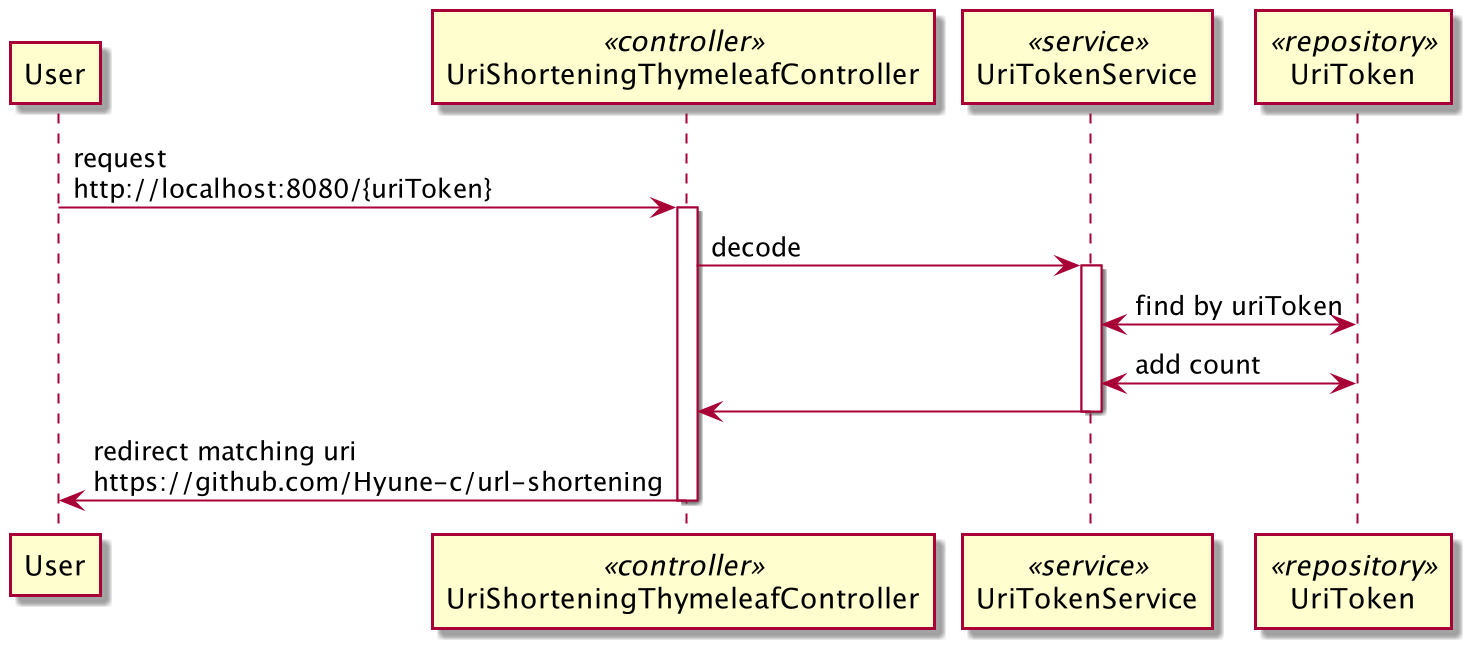 User
«controller»
UriShorteningThymeleafController
«service»
UriTokenService
«repository»
UriToken
request
http://localhost:8080/{uriToken}
decode
find by uriToken
add count
redirect matching uri
https://github.com/Hyune-c/url-shortening
User
«controller»
UriShorteningThymeleafController
«service»
UriTokenService
«repository»
UriToken